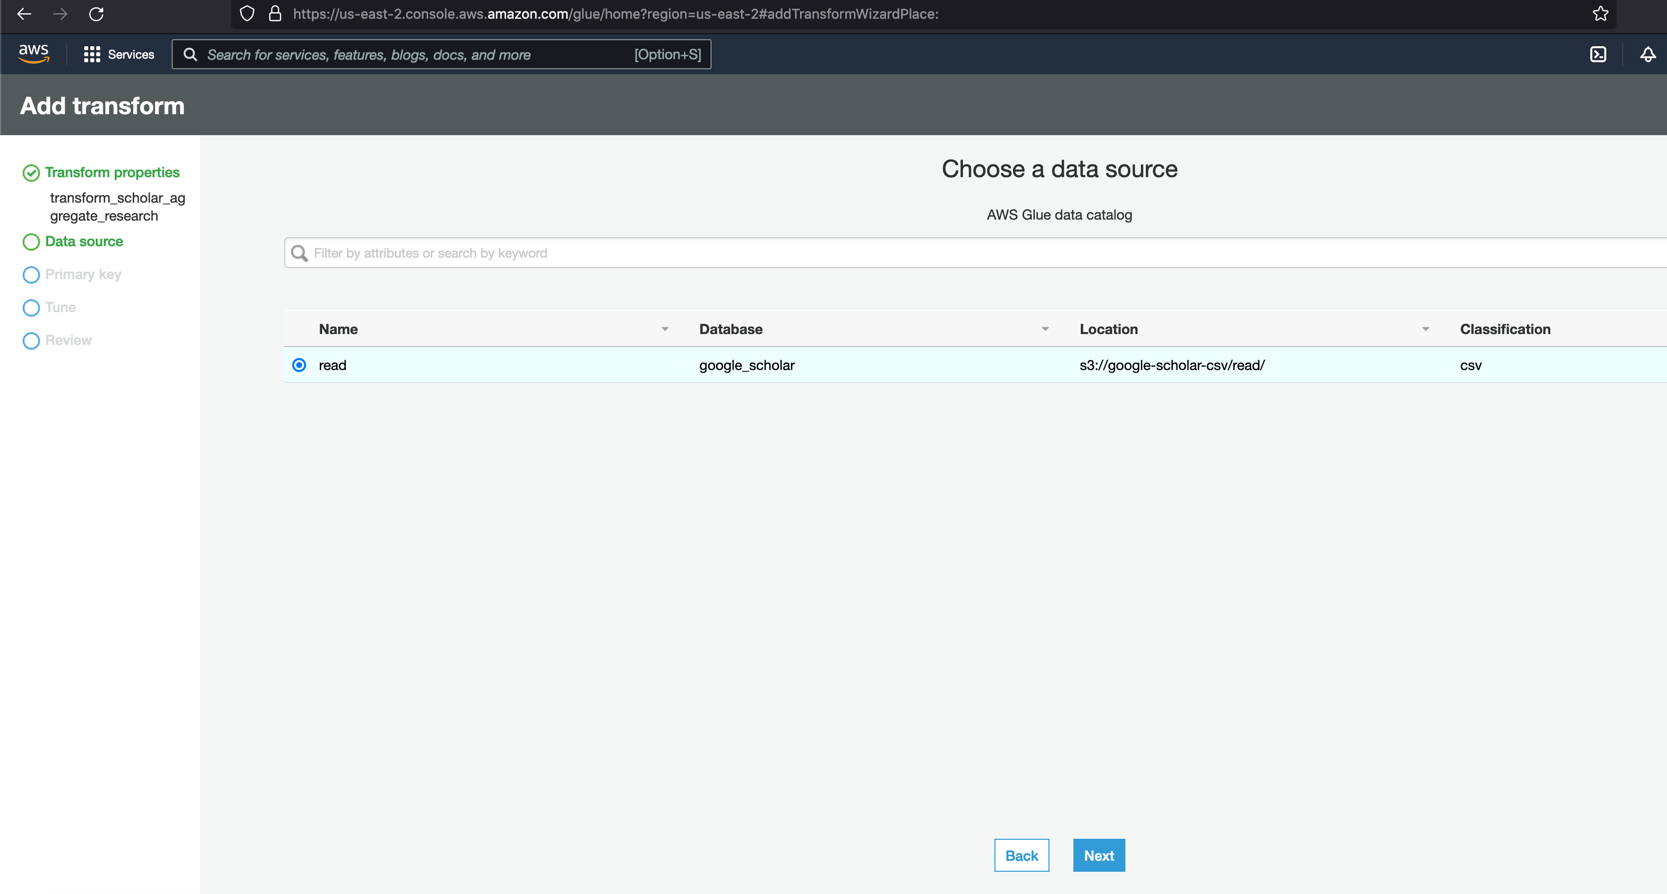 https://us-east-2.console.aws.amazon.com/glue/home?region=us-east-2#addTransformWizardPlace:
aws Services Search for services, features, blogs, docs, and more [Option+S]
Add transform
Transform properties
transform_scholar_ag
gregate_research
Data source
Primary key
Tune
Review
Choose a data source
AWS Glue data catalog
Filter by attributes or search by keyword
Name Database Location Classification
read google_scholar s3://google-scholar-csv/read/ csv
Back Next